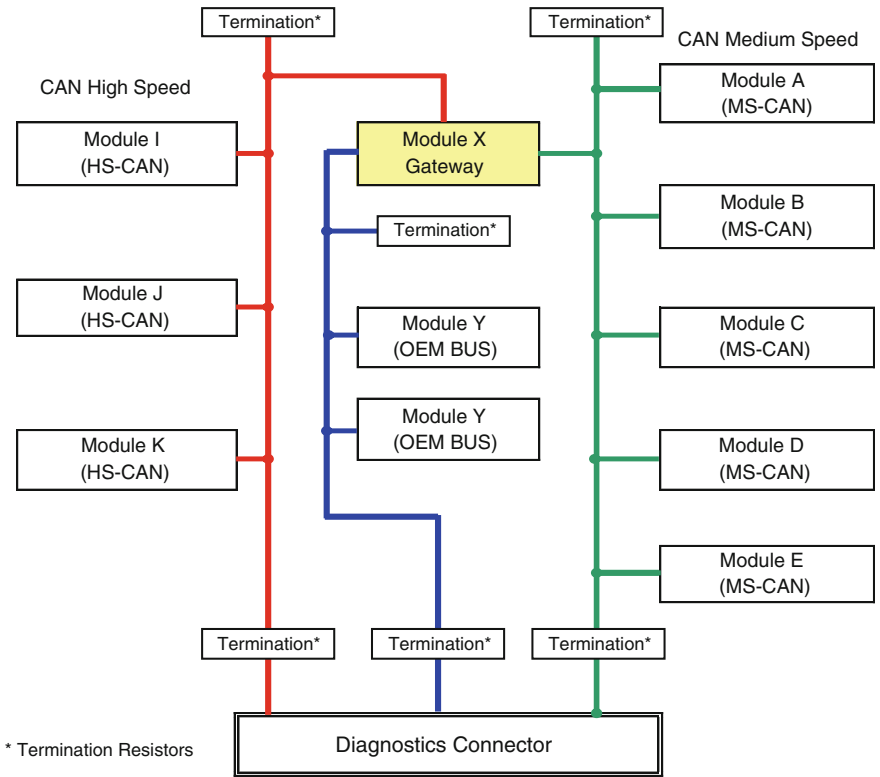 Termination*
Termination*
CAN Medium Speed
CAN High Speed
Module A
(MS-CAN)
Module I
(HS-CAN)
Module X
Gateway
Module B
(MS-CAN)
Termination*
Module J
(HS-CAN)
Module Y
(OEM BUS)
Module C
(MS-CAN)
Module Y
(OEM BUS)
Module K
(HS-CAN)
Module D
(MS-CAN)
Module E
(MS-CAN)
Termination*
Termination*
Termination*
Diagnostics Connector
* Termination Resistors